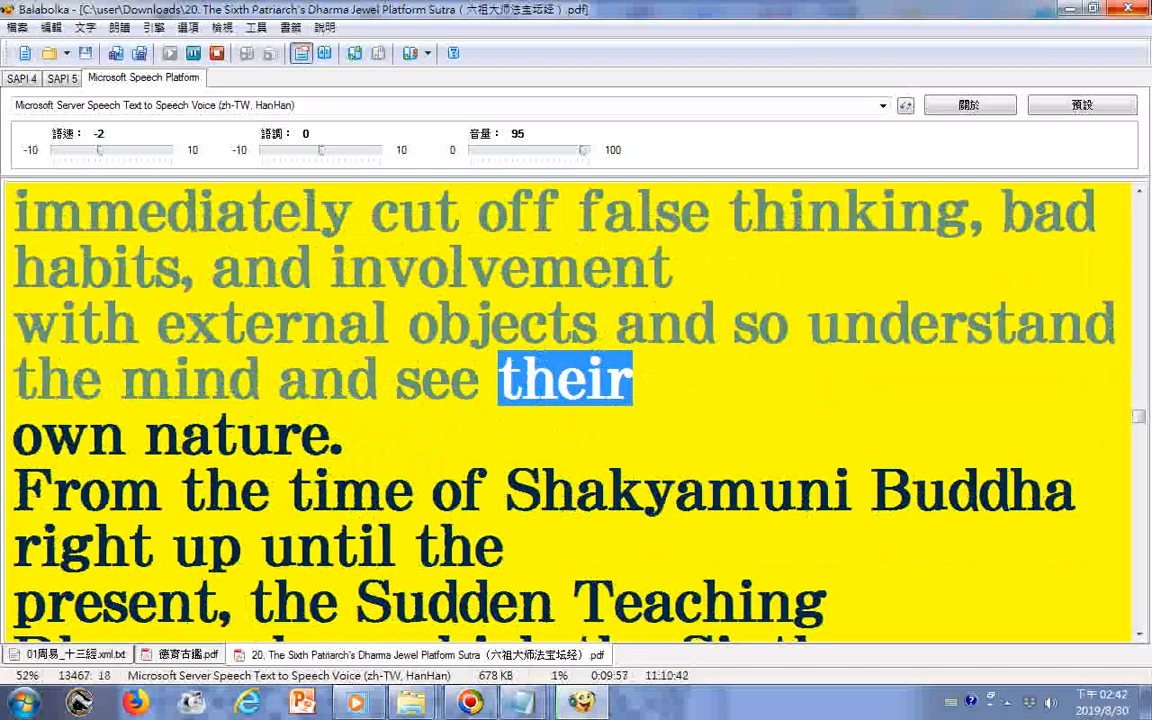 Balabolka - [C:\user\Downloads\20. The Sixth Patriarch's Dharma Jewel Platform Sutra（六祖大师法宝坛经）.pdf]
檔案 編輯 文字 朗讀 引擎 選項 檢視 工具 書籤 說明
SAPI 4 SAPI 5 Microsoft Speech Platform
Microsoft Server Speech Text to Speech Voice (zh-TW, HanHan) 關於 預設
語速： -2 語調： 0 音量： 95
-10 10 -10 10 0 100
immediately cut off false thinking, bad
habits, and involvement
with external objects and so understand
the mind and see their
own nature.
From the time of Shakyamuni Buddha
right up until the
present, the Sudden Teaching
01周易_十三經.xml.txt 德育古鑑.pdf 20. The Sixth Patriarch's Dharma Jewel Platform Sutra（六祖大师法宝坛经）.pdf
52% 13467: 18 Microsoft Server Speech Text to Speech Voice (zh-TW, HanHan) 678 KB 1% 0:09:57 11:10:42
下午 02:42
2019/8/30